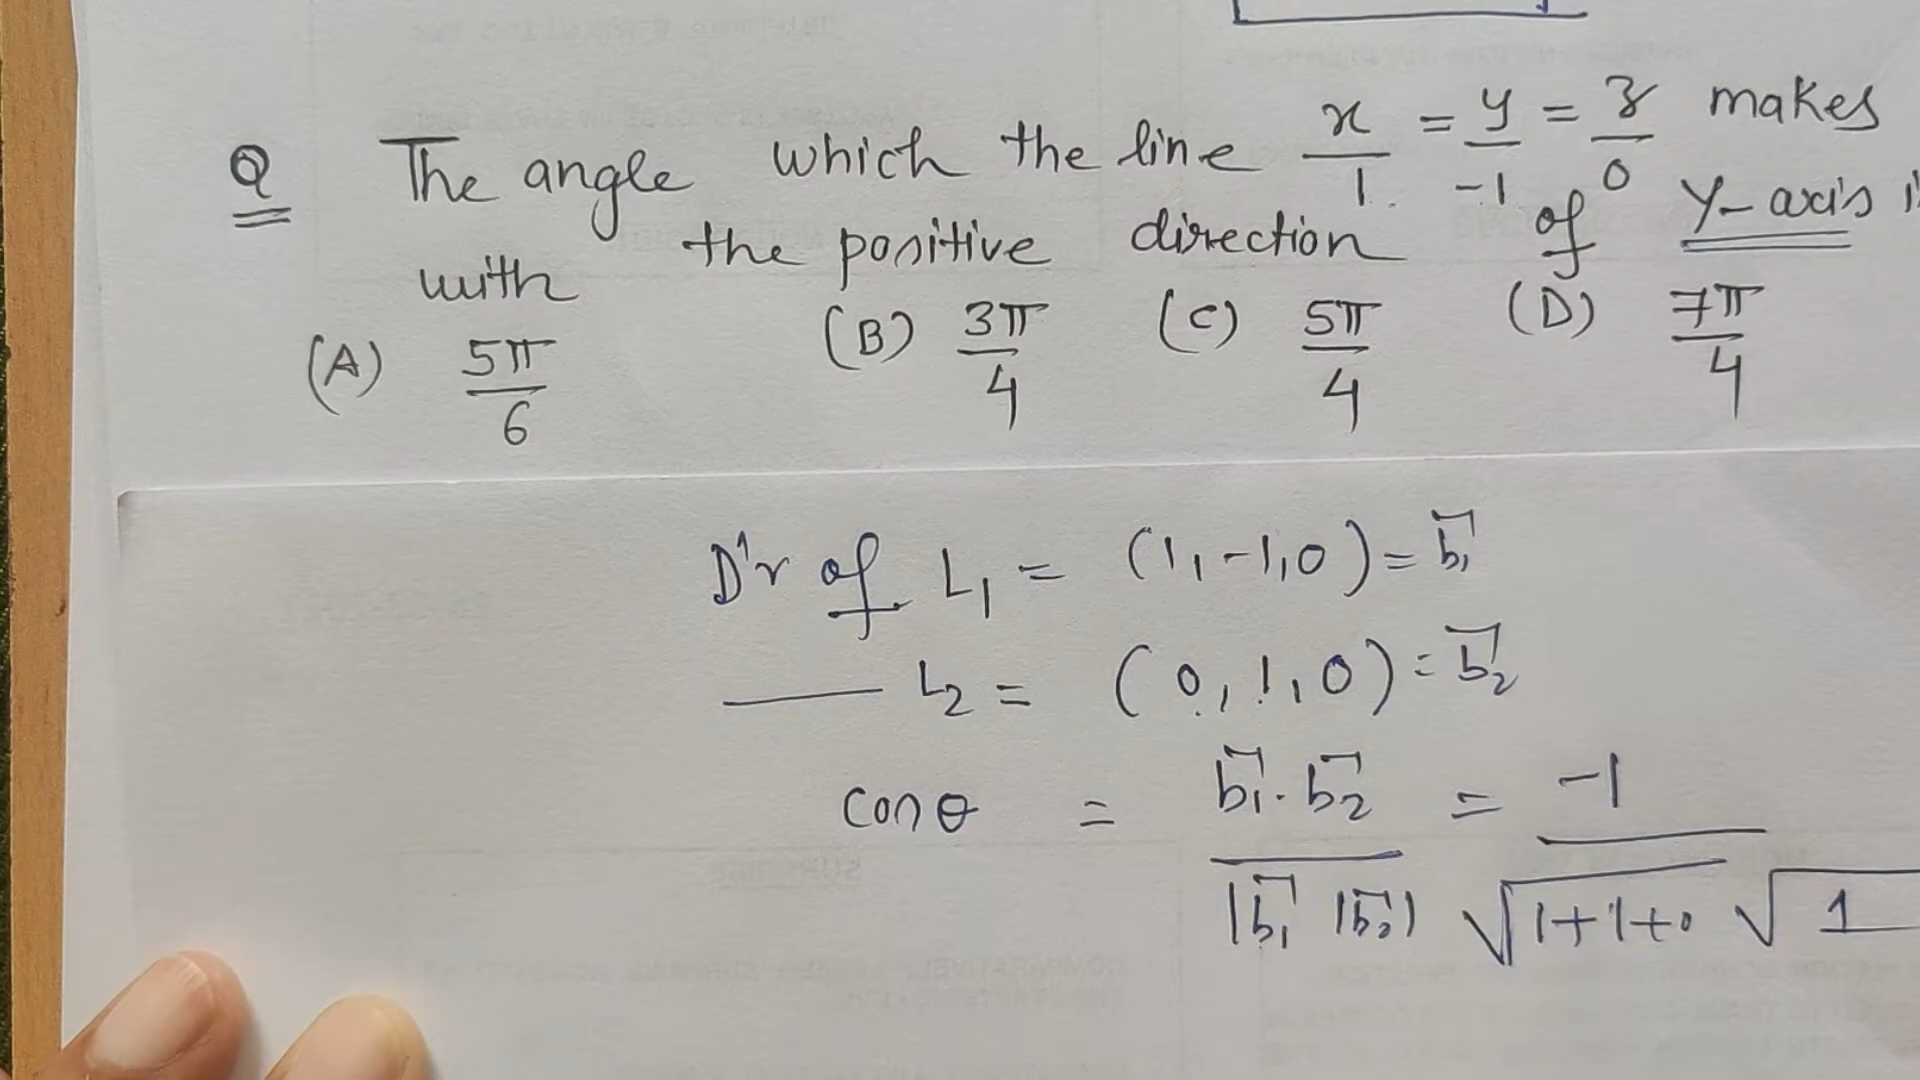 Q The angle which the line x/1 = y/-1 = z/0 makes
with the positive direction of Y-axis
(A) 5π/6 (B) 3π/4 (C) 5π/4 (D) 7π/4
D'r of L₁ = (1,-1,0) = b₁
—— L₂ = (0,1,0) = b₂
cosθ = b₁·b₂ / |b₁ |b₂| = -1 / √1+1+0 √1
SURPRISE